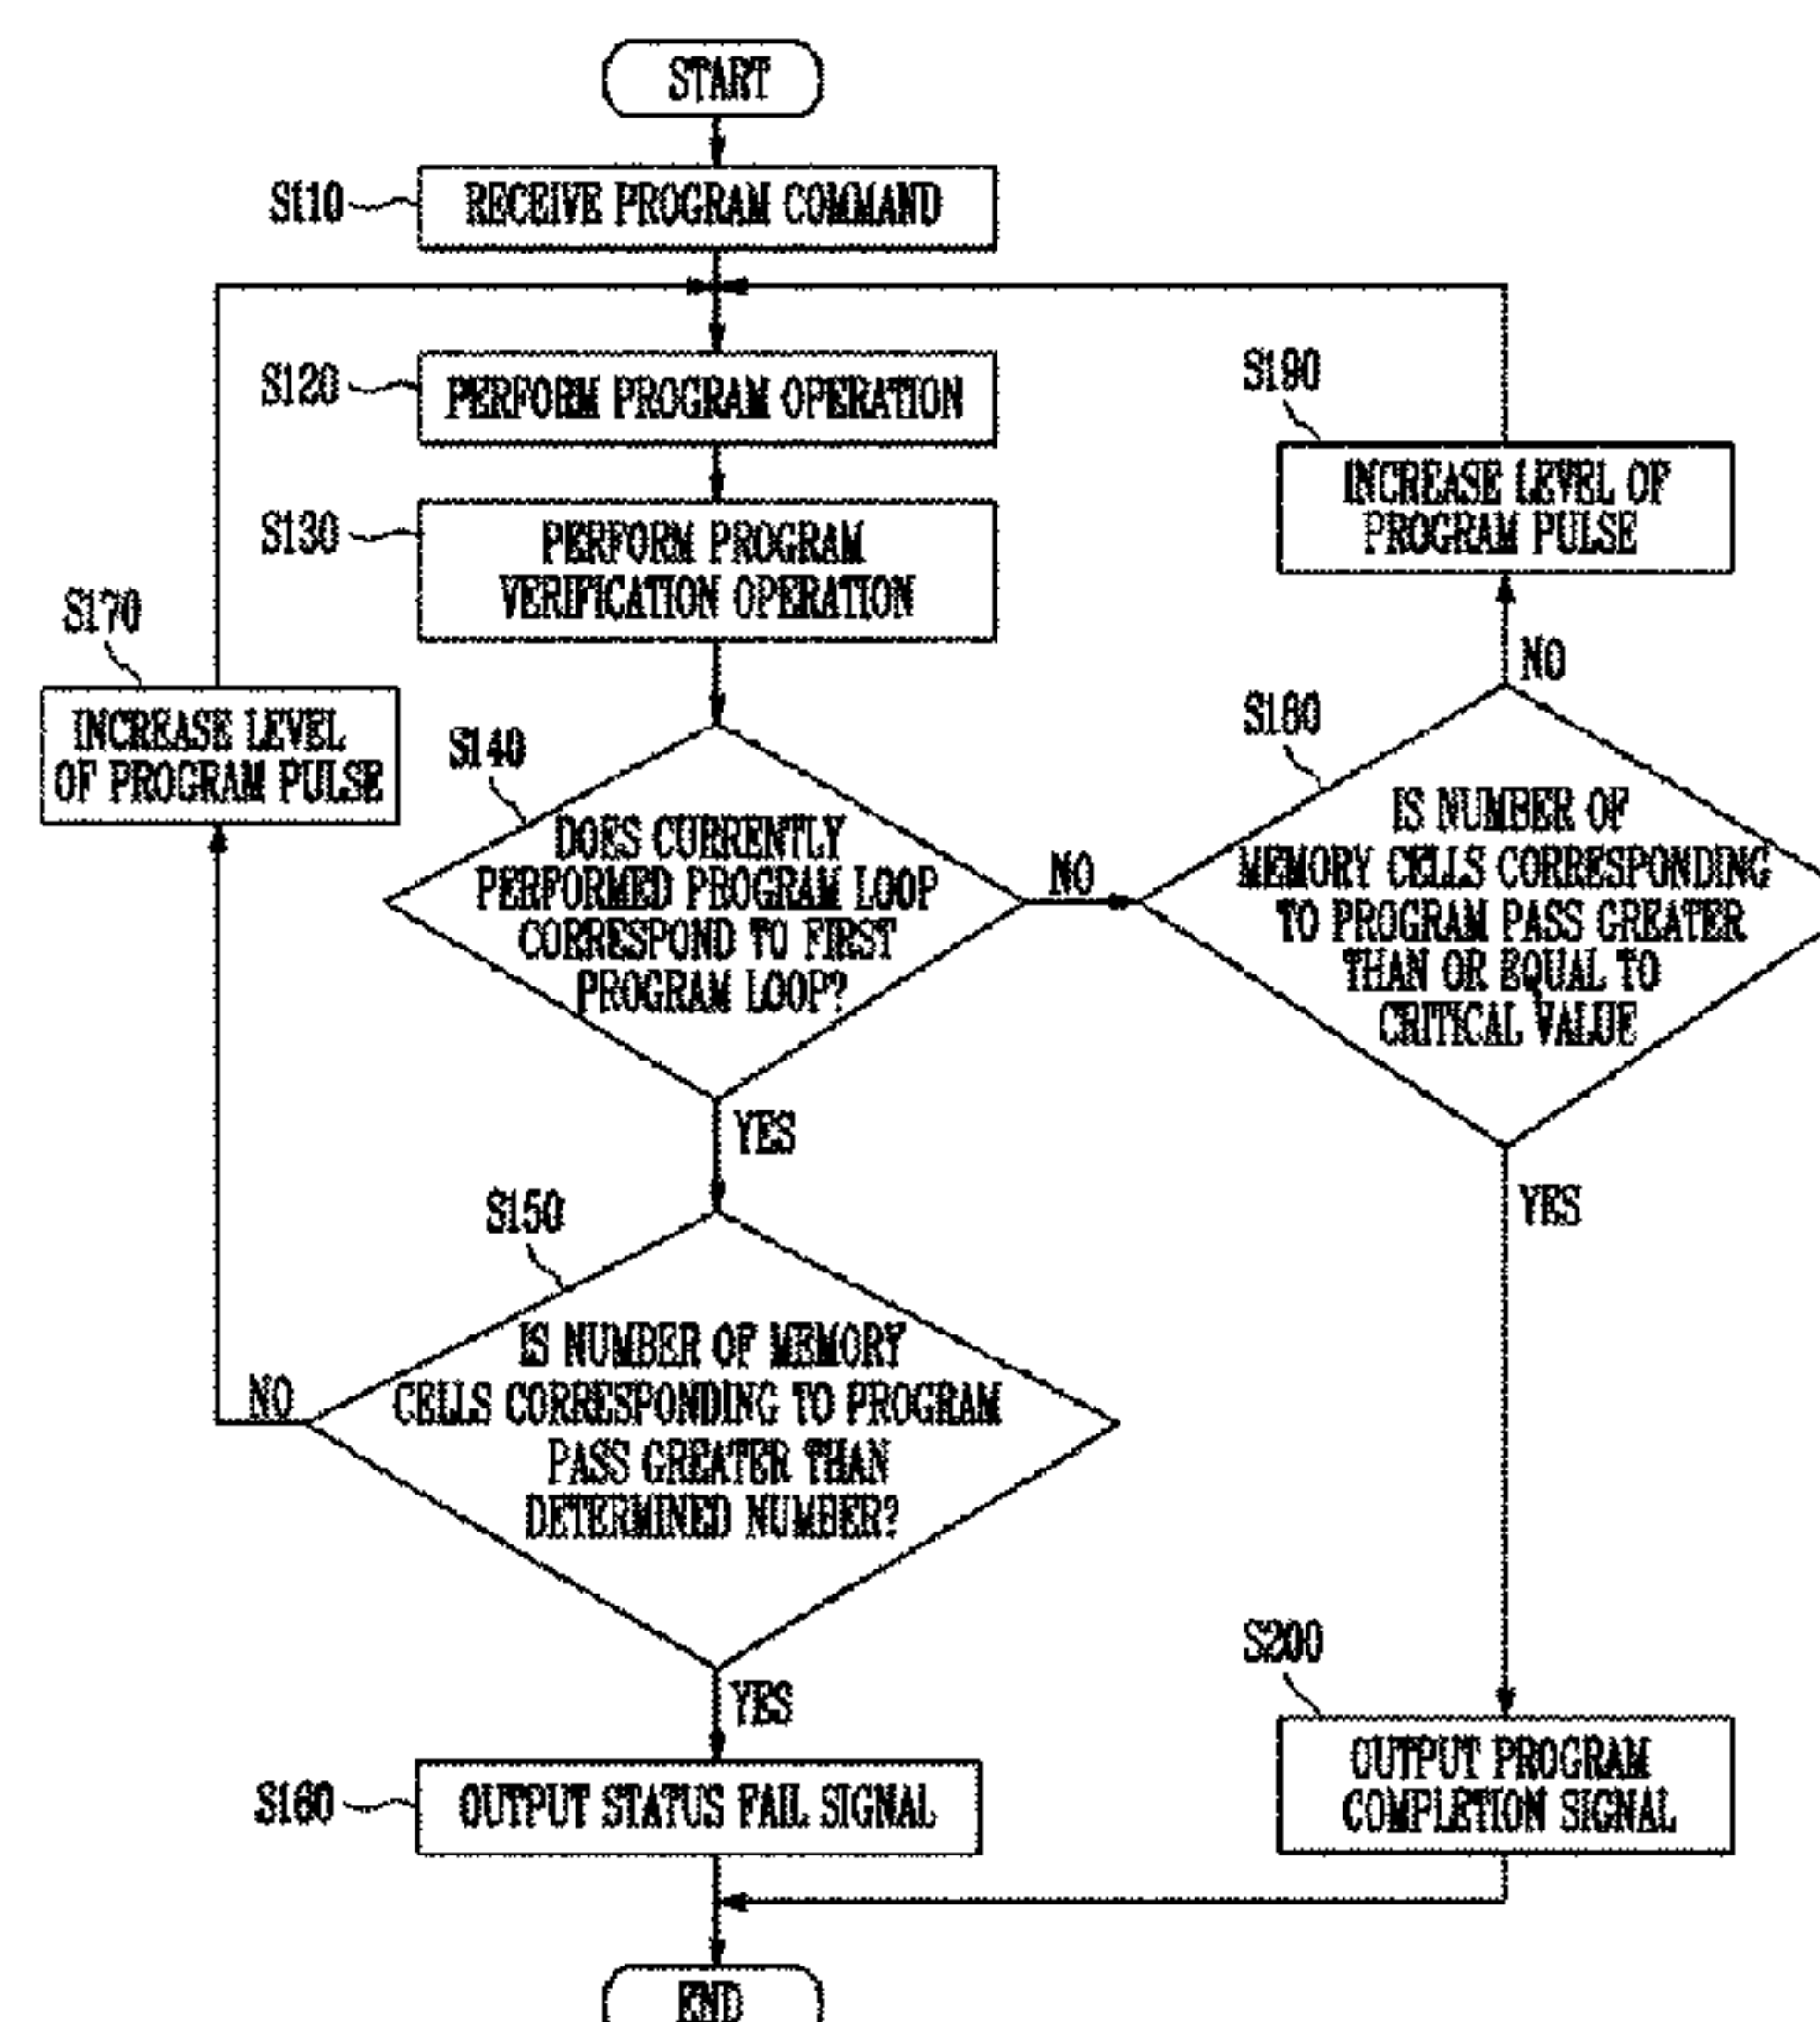 START
S110
RECEIVE PROGRAM COMMAND
S120
PERFORM PROGRAM OPERATION
S190
INCREASE LEVEL OF
PROGRAM PULSE
S130
PERFORM PROGRAM
VERIFICATION OPERATION
S170
INCREASE LEVEL
OF PROGRAM PULSE
NO
S140
DOES CURRENTLY
PERFORMED PROGRAM LOOP
CORRESPOND TO FIRST
PROGRAM LOOP?
NO
S180
IS NUMBER OF
MEMORY CELLS CORRESPONDING
TO PROGRAM PASS GREATER
THAN OR EQUAL TO
CRITICAL VALUE
YES
YES
S150
IS NUMBER OF MEMORY
CELLS CORRESPONDING TO PROGRAM
PASS GREATER THAN
DETERMINED NUMBER?
NO
YES
S160
OUTPUT STATUS FAIL SIGNAL
S200
OUTPUT PROGRAM
COMPLETION SIGNAL
END